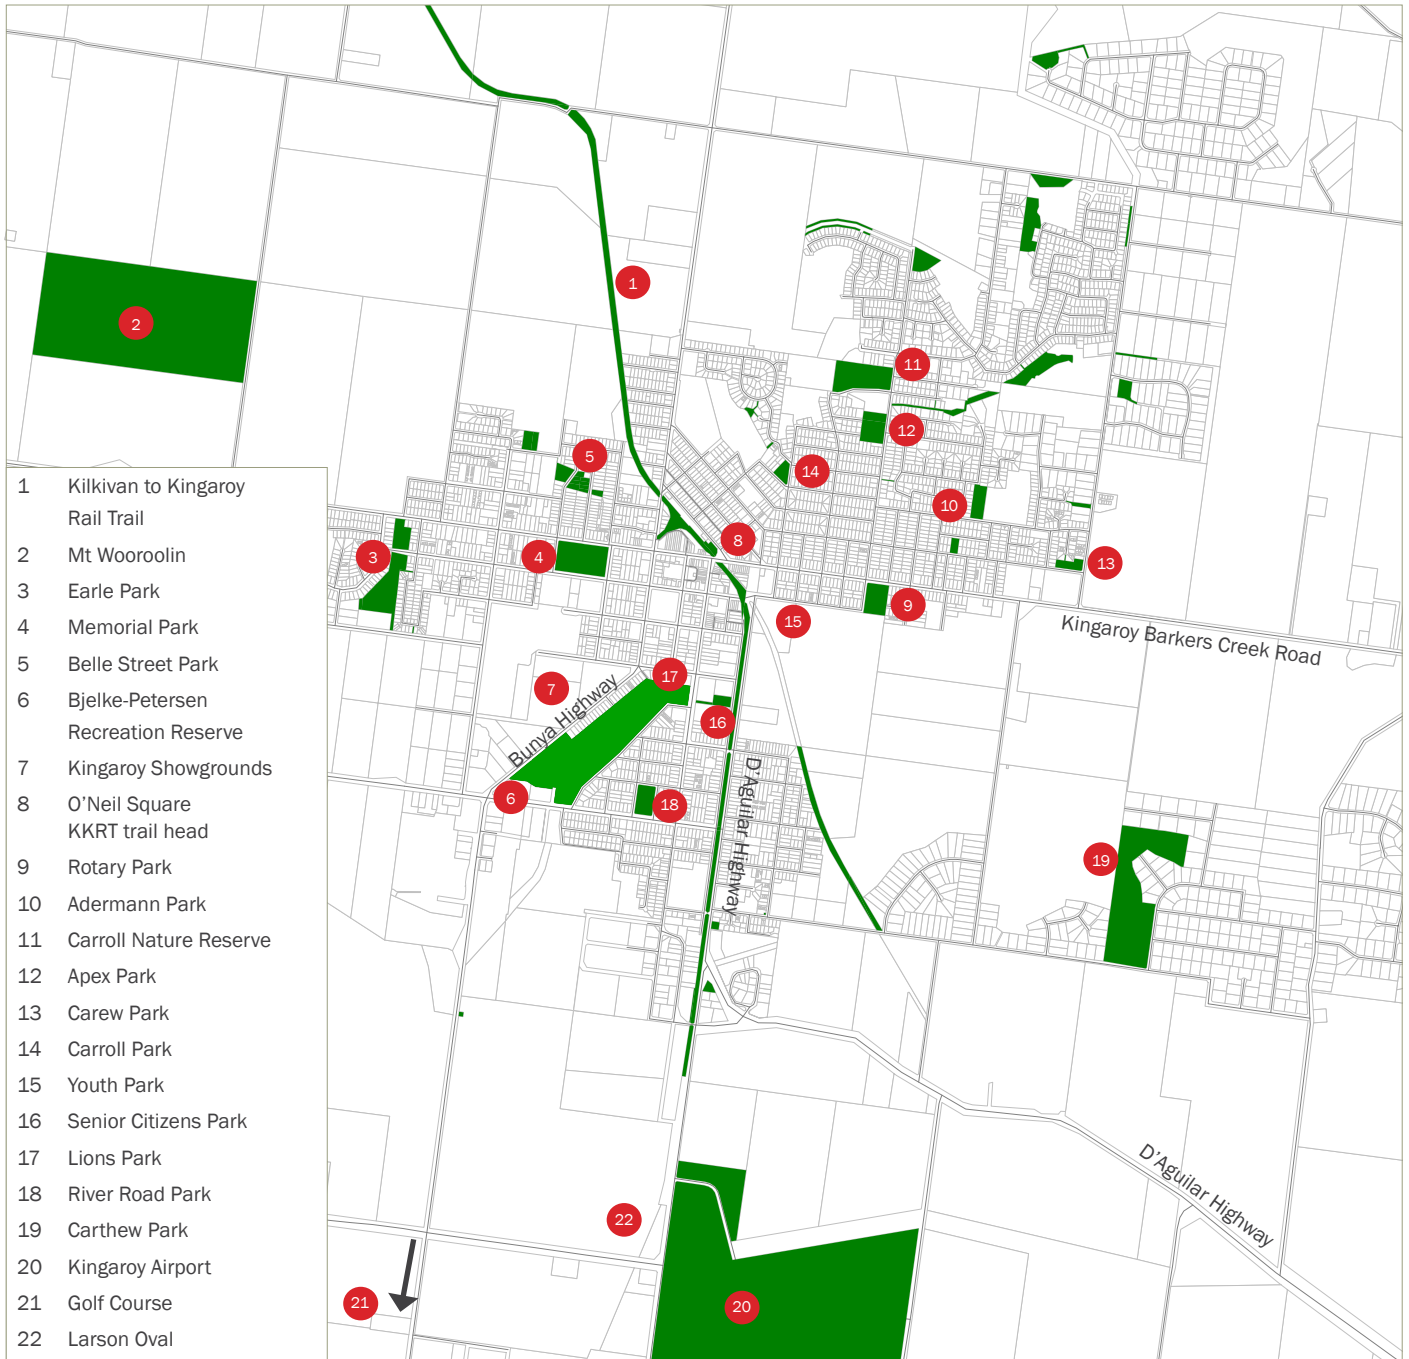 1
2
11
12
5
14
10
8
4
3
13
9
15
Kingaroy Barkers Creek Road
17
7
Bunya Highway
16
6
18
D'Aguilar Highway
19
D'Aguilar Highway
22
21
20
1 Kilkivan to Kingaroy
Rail Trail
2 Mt Wooroolin
3 Earle Park
4 Memorial Park
5 Belle Street Park
6 Bjelke-Petersen
Recreation Reserve
7 Kingaroy Showgrounds
8 O'Neil Square
KKRT trail head
9 Rotary Park
10 Adermann Park
11 Carroll Nature Reserve
12 Apex Park
13 Carew Park
14 Carroll Park
15 Youth Park
16 Senior Citizens Park
17 Lions Park
18 River Road Park
19 Carthew Park
20 Kingaroy Airport
21 Golf Course
22 Larson Oval